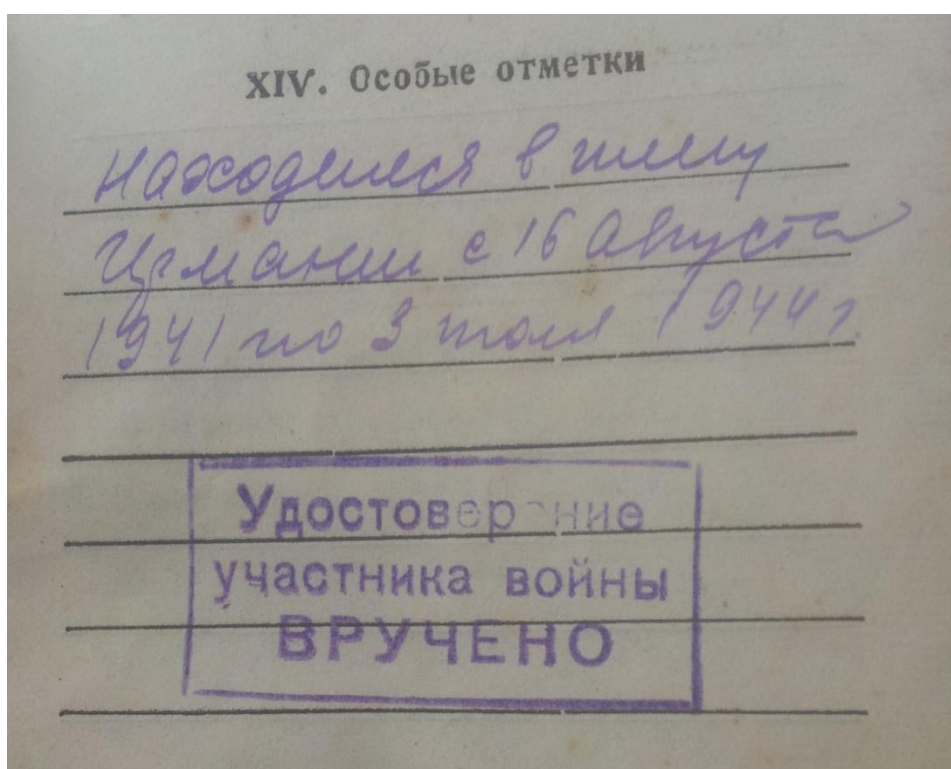 XIV. Особые отметки
Находился в плену
Германии с 16 августа
1941 по 3 июля 1944 г.
Удостоверение
участника войны
ВРУЧЕНО